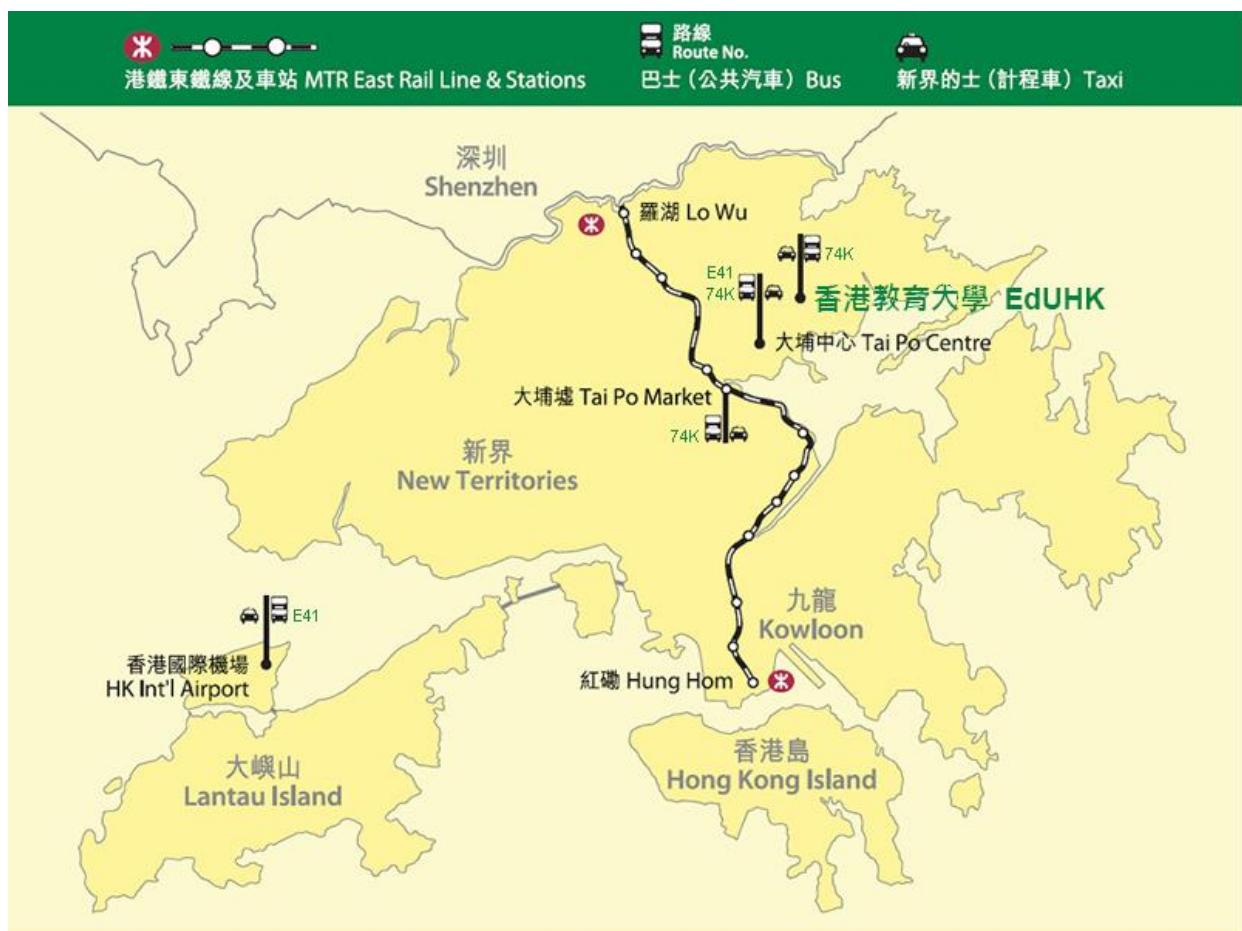 路線
Route No.
港鐵東鐵線及車站 MTR East Rail Line & Stations
巴士（公共汽車）Bus
新界的士（計程車）Taxi
深圳
Shenzhen
羅湖 Lo Wu
74K
E41
74K
香港教育大學 EdUHK
大埔中心 Tai Po Centre
大埔墟 Tai Po Market
74K
新界
New Territories
九龍
Kowloon
E41
香港國際機場
HK Int'l Airport
紅磡 Hung Hom
香港島
Hong Kong Island
大嶼山
Lantau Island